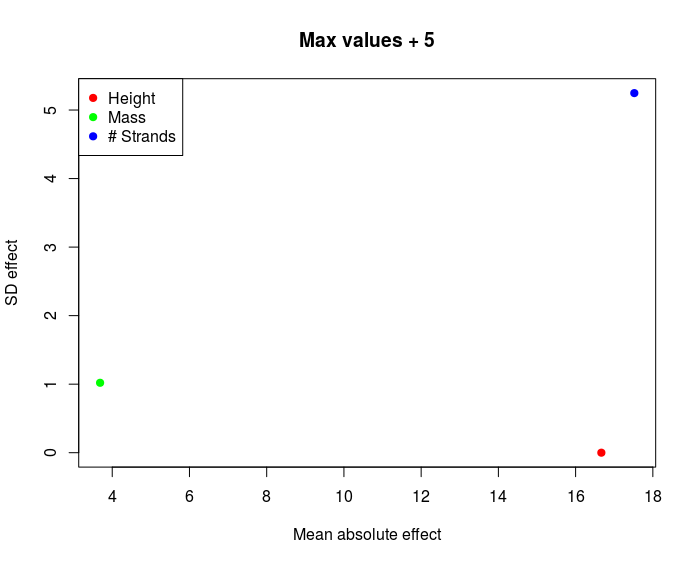 Max values + 5
Height
Mass
# Strands
SD effect
5
4
3
2
1
0
4 6 8 10 12 14 16 18
Mean absolute effect